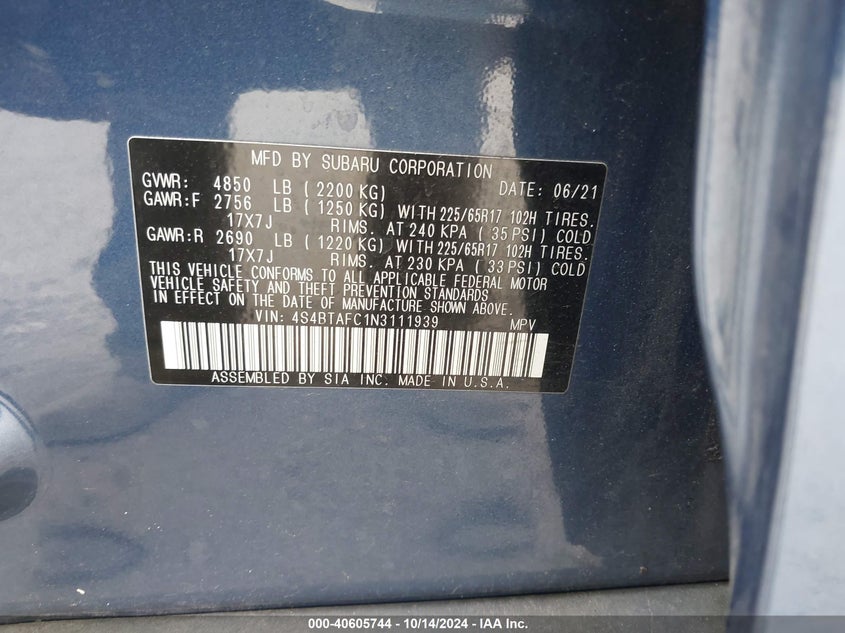 MFD BY SUBARU CORPORATION
GVWR: 4850 LB ( 2200 KG) DATE: 06/21
GAWR:F 2756 LB ( 1250 KG) WITH 225/65R17 102H TIRES.
17X7J RIMS. AT 240 KPA ( 35 PSI) COLD
GAWR:R 2690 LB ( 1220 KG) WITH 225/65R17 102H TIRES.
17X7J RIMS. AT 230 KPA ( 33 PSI) COLD
THIS VEHICLE CONFORMS TO ALL APPLICABLE FEDERAL MOTOR
VEHICLE SAFETY AND THEFT PREVENTION STANDARDS
IN EFFECT ON THE DATE OF MANUFACTURE SHOWN ABOVE.
VIN: 4S4BTAFC1N3111939 MPV
ASSEMBLED BY SIA INC. MADE IN U.S.A.
000-40605744 - 10/14/2024 - IAA Inc.